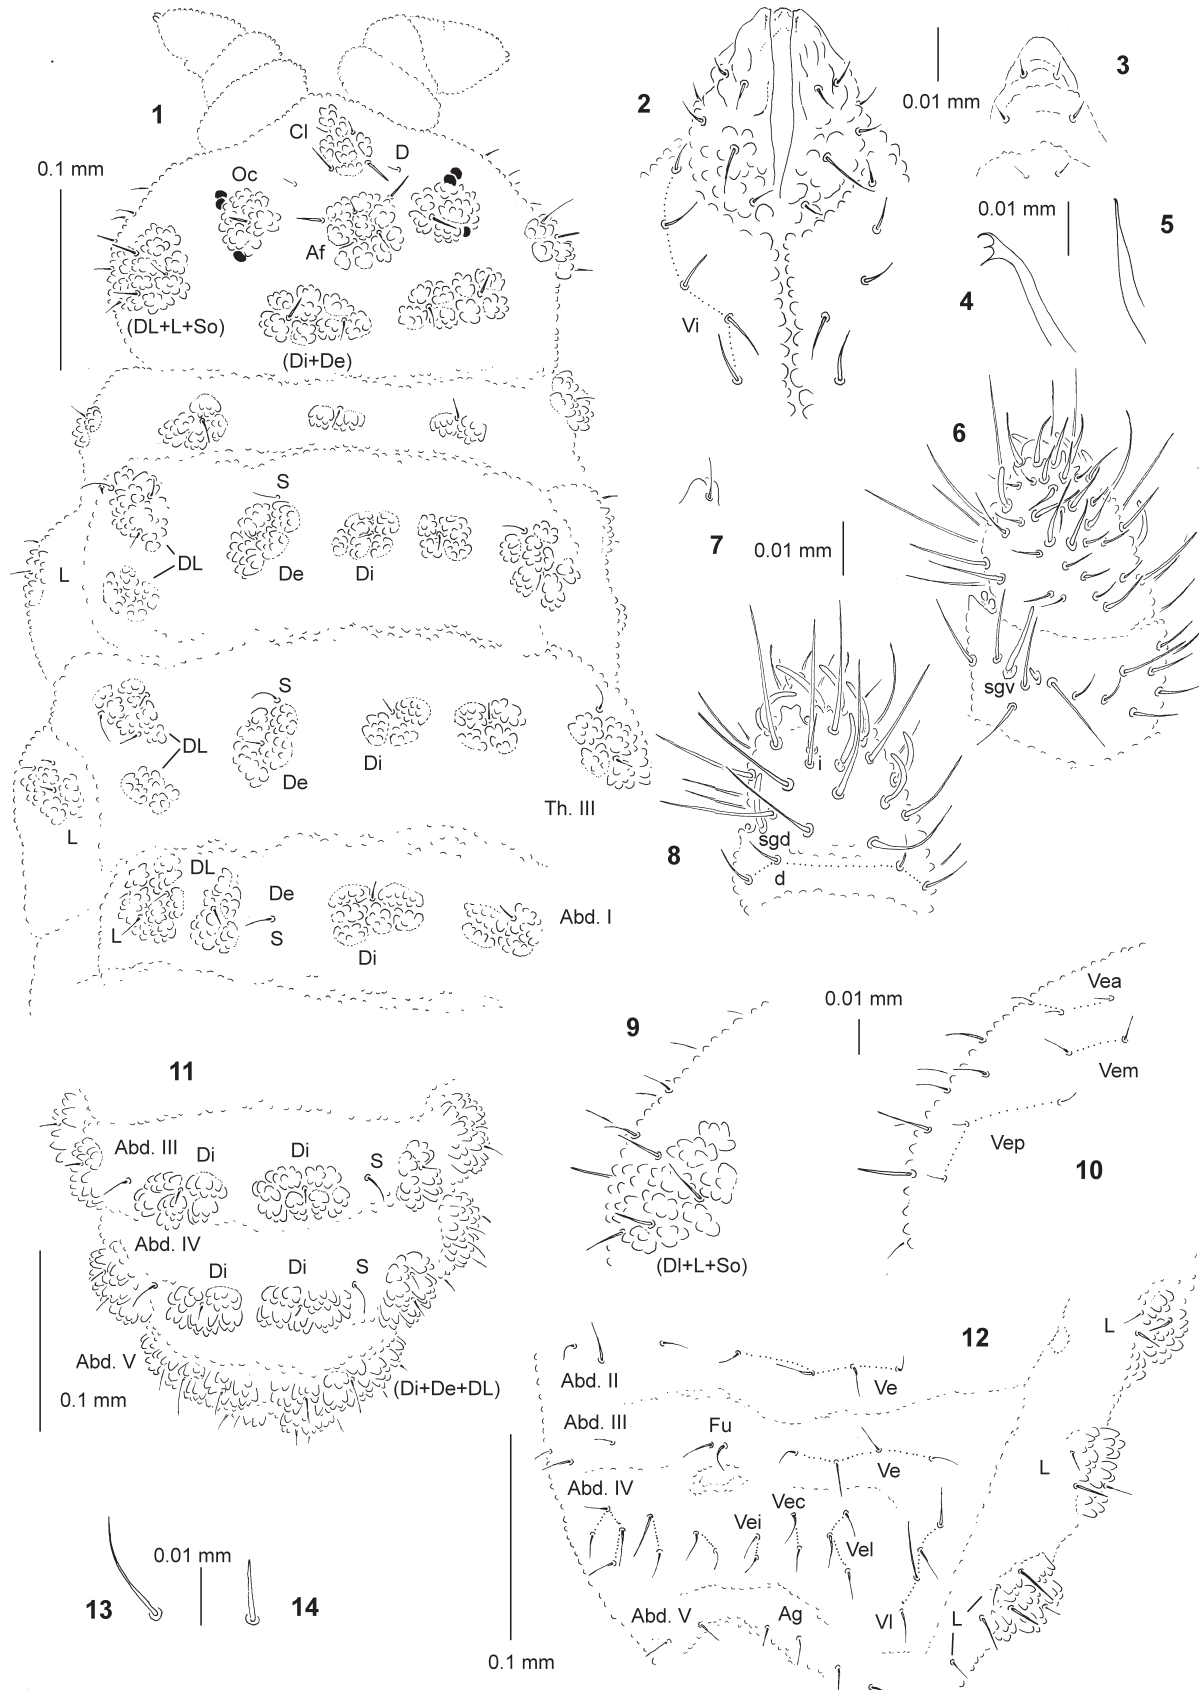 1
0.1 mm
Cl
D
Oc
Af
(DL+L+So)
(Di+De)
S
L
DL
De
Di
S
DL
De
Di
L
Th. III
DL
De
L
S
Di
Abd. I
2
Vi
0.01 mm
3
0.01 mm
4
5
6
sgv
7
0.01 mm
8
i
sgd
d
9
(Dl+L+So)
0.01 mm
10
Vea
Vem
Vep
11
Abd. III
Di
Di
S
Abd. IV
Di
Di
S
Abd. V
(Di+De+DL)
0.1 mm
12
Abd. II
Ve
L
Abd. III
Fu
Ve
L
Abd. IV
Vei
Vec
Vel
Abd. V
Ag
Vl
L
0.1 mm
13
0.01 mm
14